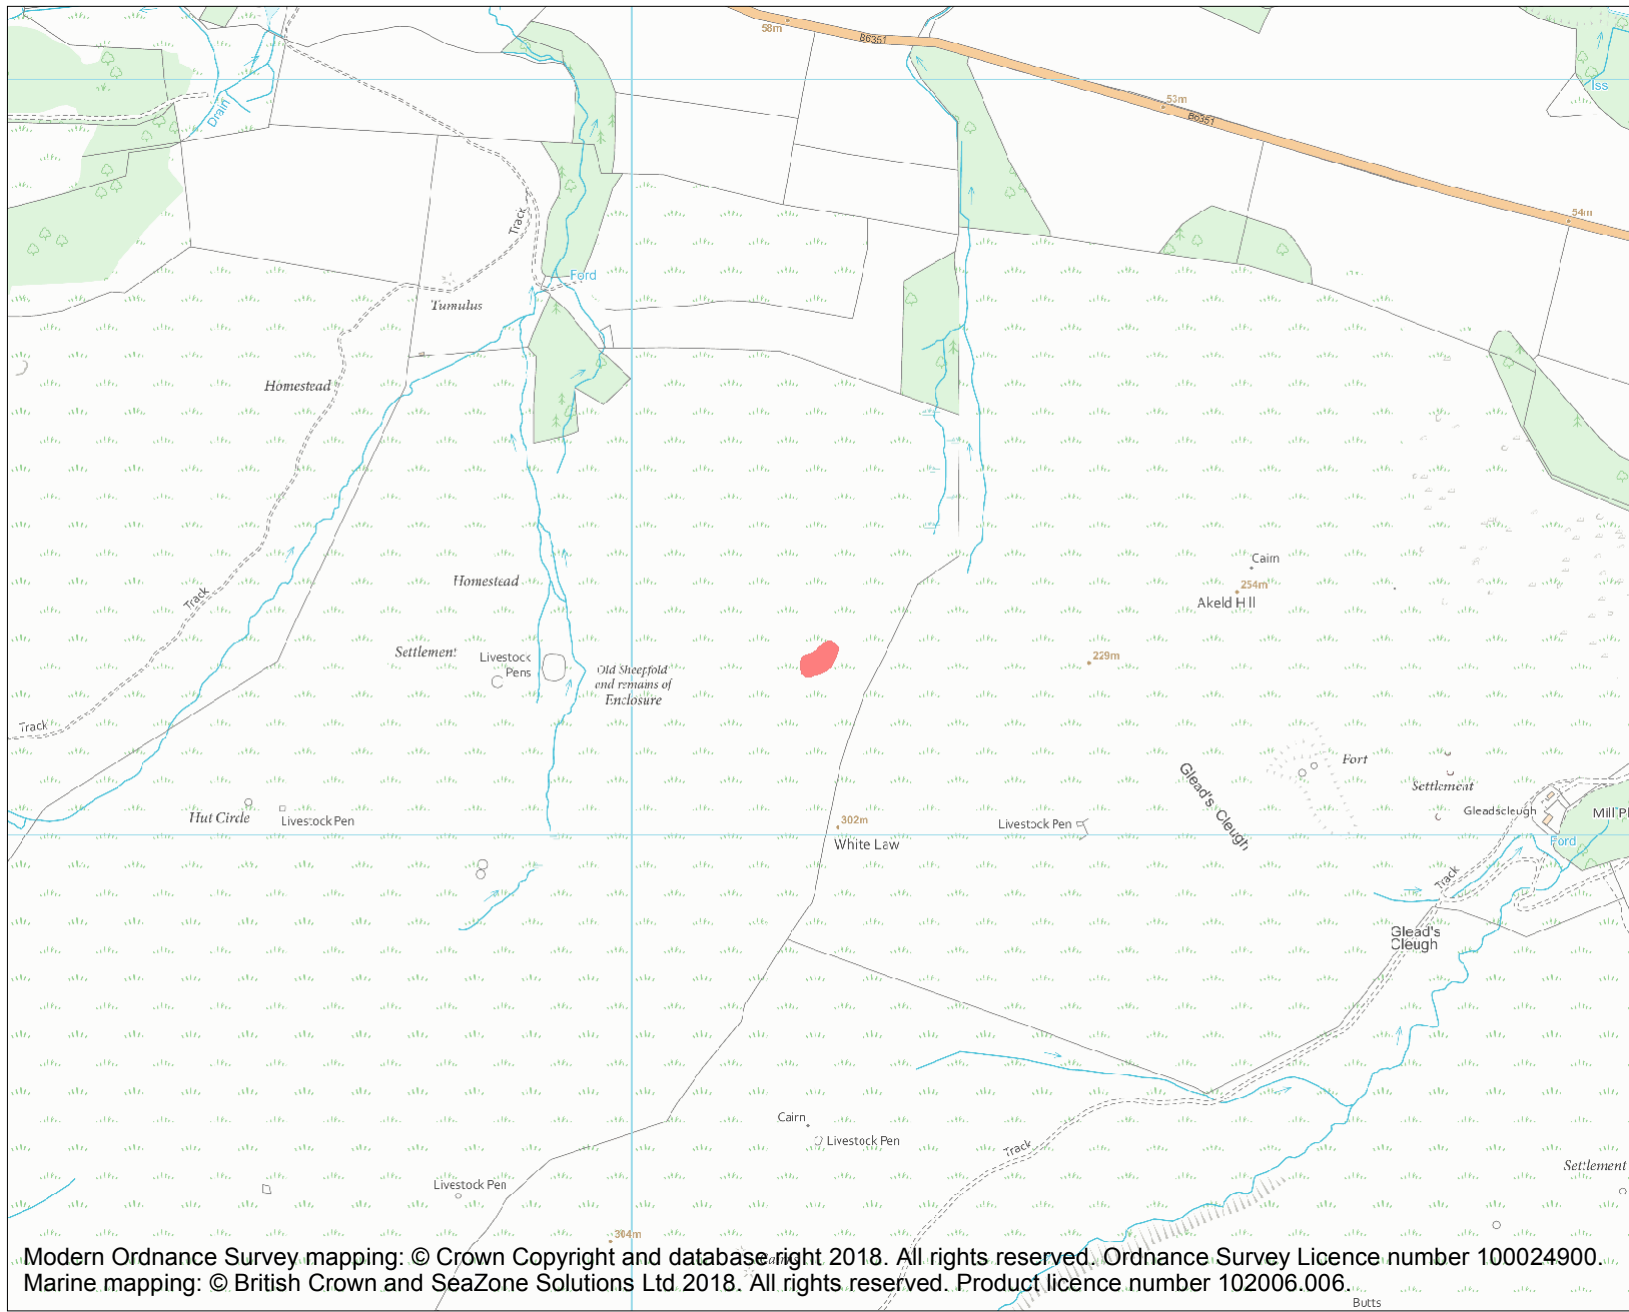 58m
B6351
53m
B6351
Iss
Drain
54m
Track
Ford
Tumulus
Homestead
Cairn
254m
Akeld H ll
Homestead
Track
Settlement
Livestock
Pens
Old Sheepfold
and remains of
Enclosure
229m
Track
Fort
Glead's Cleugh
Settlement
Gleadscleugh
Mill Pl
Hut Circle
Livestock Pen
302m
White Law
Livestock Pen
Ford
Track
Glead's
Cleugh
Cairn
Livestock Pen
Track
Settlement
Livestock Pen
304m
Cairns
Modern Ordnance Survey mapping: © Crown Copyright and database right 2018. All rights reserved. Ordnance Survey Licence number 100024900.
Marine mapping: © British Crown and SeaZone Solutions Ltd 2018. All rights reserved. Product licence number 102006.006.
Butts